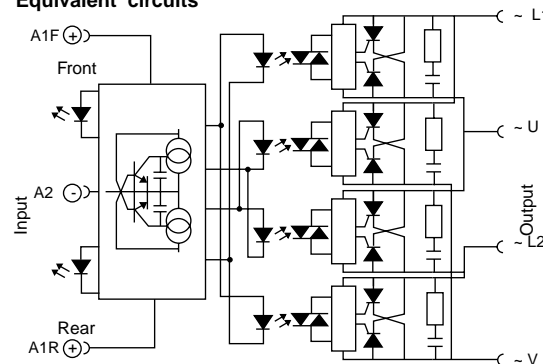 Equivalent circuits
A1F +
Front
A2 -
Input
Rear
A1R +
~ L1
~ U
Output
~ L2
~ V